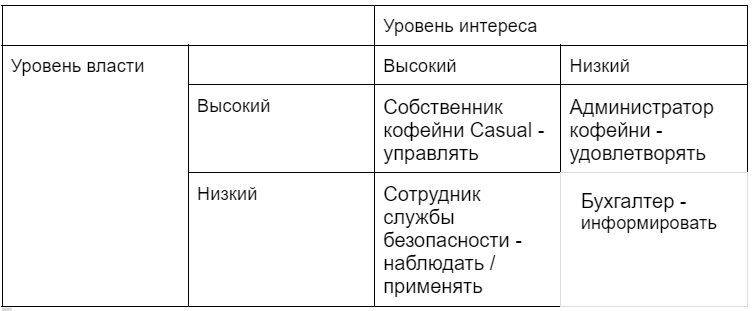 Уровень интереса
Уровень власти
Высокий
Низкий
Высокий
Собственник
кофейни Casual -
управлять
Администратор
кофейни -
удовлетворять
Низкий
Сотрудник
службы
безопасности -
наблюдать /
применять
Бухгалтер -
информировать